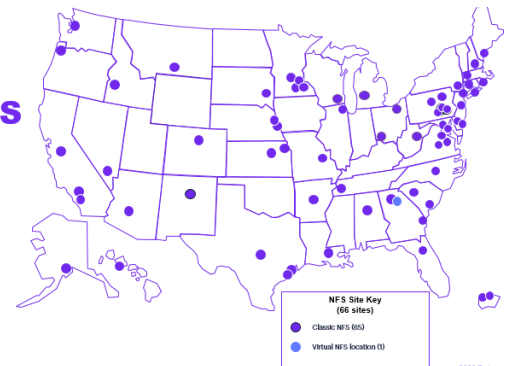 s
NFS Site Key
(66 sites)
Classic NFS (65)
Virtual NFS location (1)